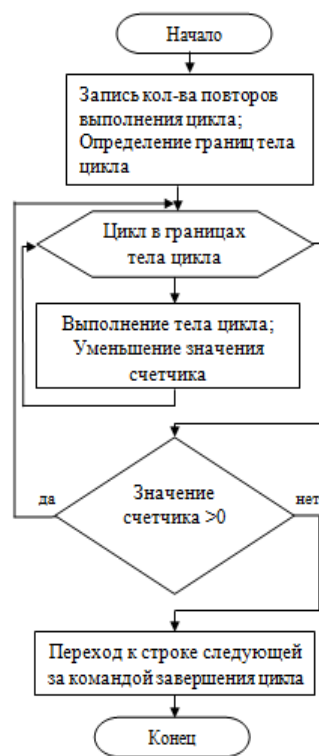 Начало
Запись кол-ва повторов
выполнения цикла;
Определение границ тела
цикла
Цикл в границах
тела цикла
Выполнение тела цикла;
Уменьшение значения
счетчика
да
Значение
счетчика >0
нет
Переход к строке следующей
за командой завершения цикла
Конец